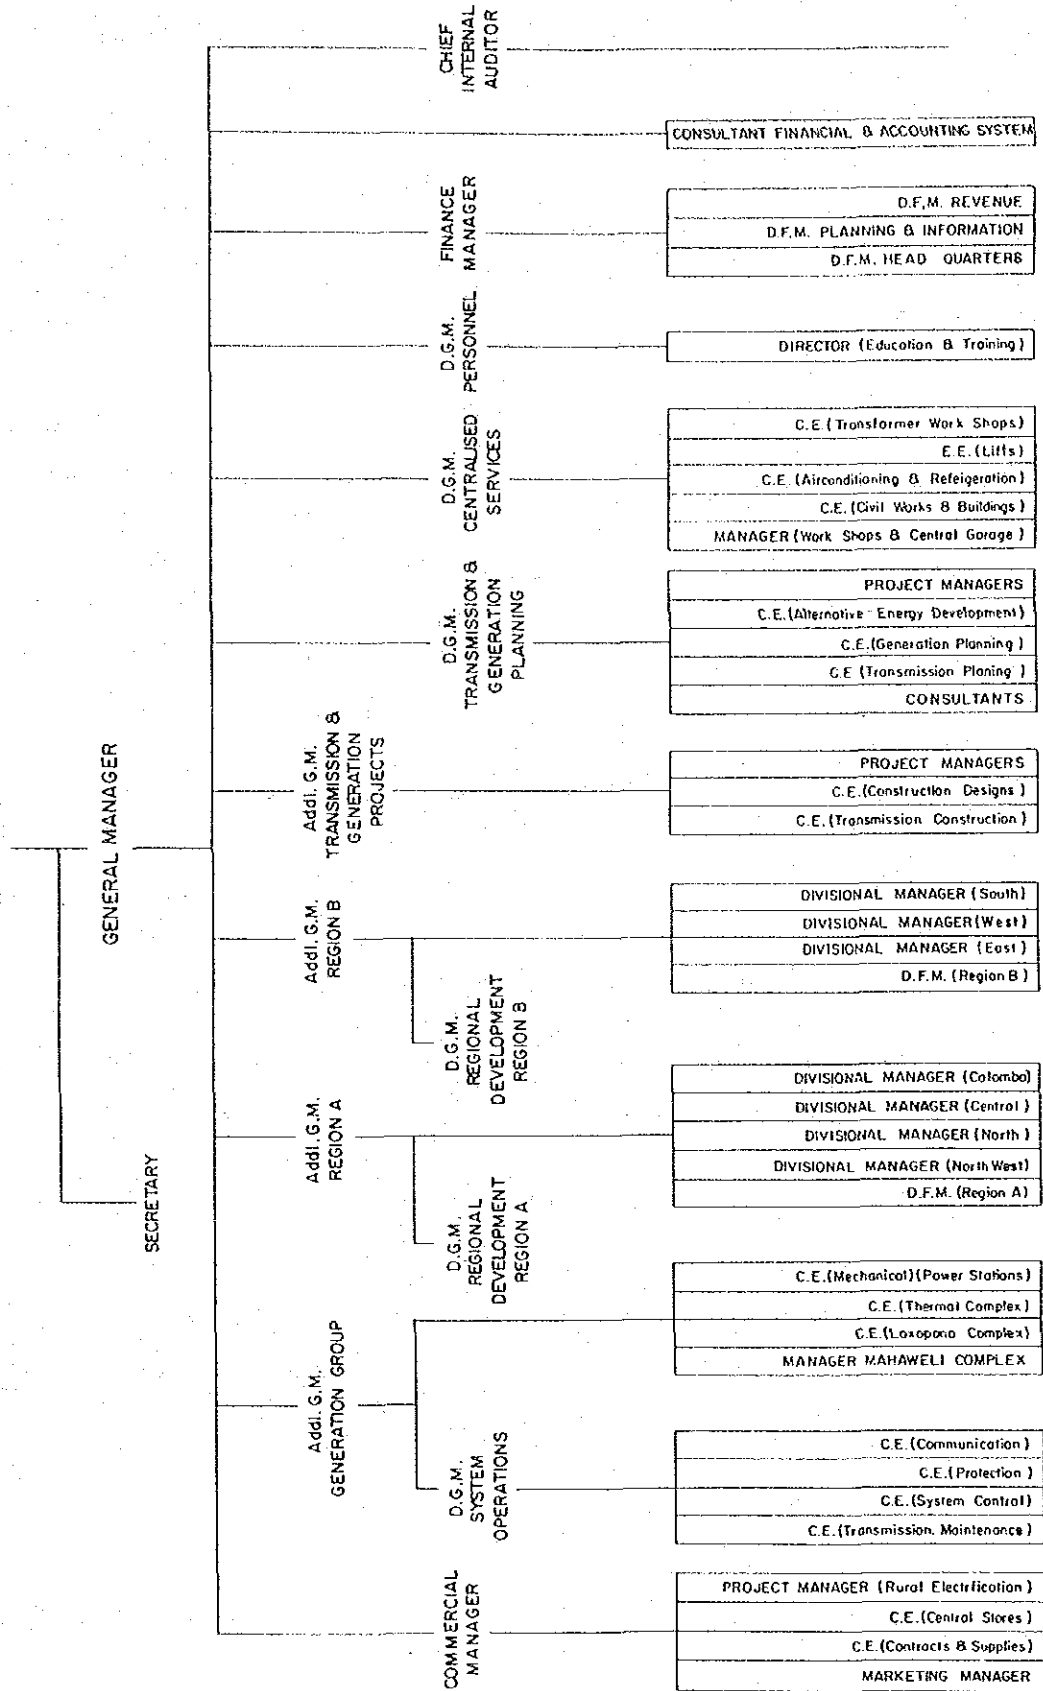 CHIEF
INTERNAL
AUDITOR
CONSULTANT FINANCIAL & ACCOUNTING SYSTEM
FINANCE
MANAGER
D.F.M. REVENUE
D.F.M. PLANNING & INFORMATION
D.F.M. HEAD QUARTERS
D.G.M.
PERSONNEL
DIRECTOR (Education & Training)
D.G.M.
CENTRALISED
SERVICES
C.E. (Transformer Work Shops)
E.E. (Lifts)
C.E. (Airconditioning & Refeigeration)
C.E. (Civil Works & Buildings)
MANAGER (Work Shops & Central Garage)
D.G.M.
TRANSMISSION &
GENERATION
PLANNING
PROJECT MANAGERS
C.E. (Alternative Energy Development)
C.E. (Generation Planning)
C.E (Transmission Planing)
CONSULTANTS
GENERAL MANAGER
Addl. G.M.
TRANSMISSION &
GENERATION
PROJECTS
PROJECT MANAGERS
C.E. (Construction Designs)
C.E. (Transmission Construction)
Addl. G.M.
REGION B
DIVISIONAL MANAGER (South)
DIVISIONAL MANAGER (West)
DIVISIONAL MANAGER (East)
D.F.M. (Region B)
D.G.M.
REGIONAL
DEVELOPMENT
REGION B
SECRETARY
Addl. G.M.
REGION A
DIVISIONAL MANAGER (Colombo)
DIVISIONAL MANAGER (Central)
DIVISIONAL MANAGER (North)
DIVISIONAL MANAGER (North West)
D.F.M. (Region A)
D.G.M.
REGIONAL
DEVELOPMENT
REGION A
Addl. G.M.
GENERATION GROUP
C.E. (Mechanical) (Power Stations)
C.E. (Thermal Complex)
C.E. (Laxapana Complex)
MANAGER MAHAWELI COMPLEX
D.G.M.
SYSTEM
OPERATIONS
C.E. (Communication)
C.E. (Protection)
C.E. (System Control)
C.E. (Transmission. Maintenance)
COMMERCIAL
MANAGER
PROJECT MANAGER (Rural Electrification)
C.E. (Central Stores)
C.E. (Contracts & Supplies)
MARKETING MANAGER